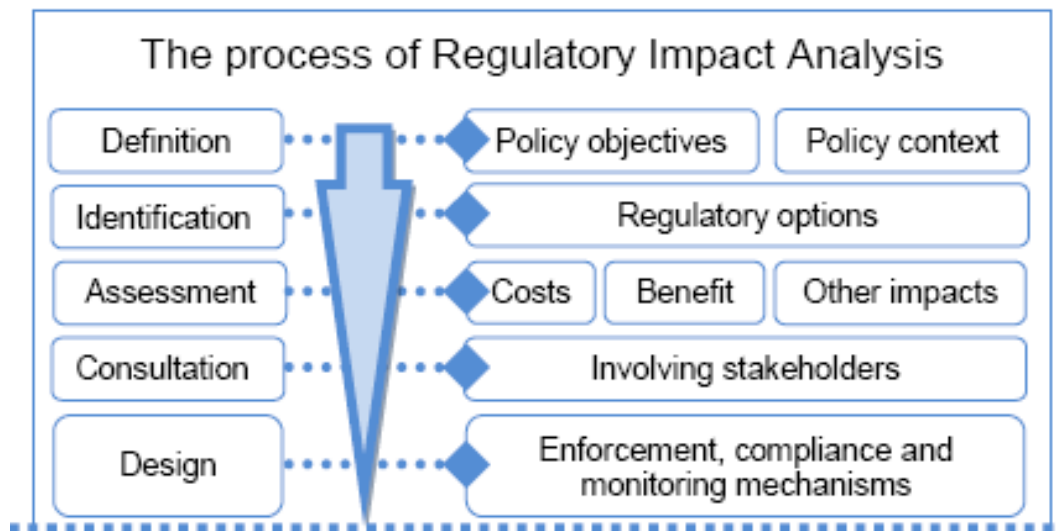 The process of Regulatory Impact Analysis
Definition
Policy objectives
Policy context
Identification
Regulatory options
Assessment
Costs
Benefit
Other impacts
Consultation
Involving stakeholders
Design
Enforcement, compliance and
monitoring mechanisms